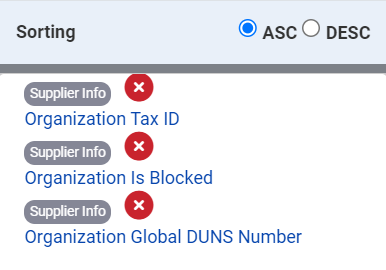 Sorting ASC DESC
Supplier Info
Organization Tax ID
Supplier Info
Organization Is Blocked
Supplier Info
Organization Global DUNS Number